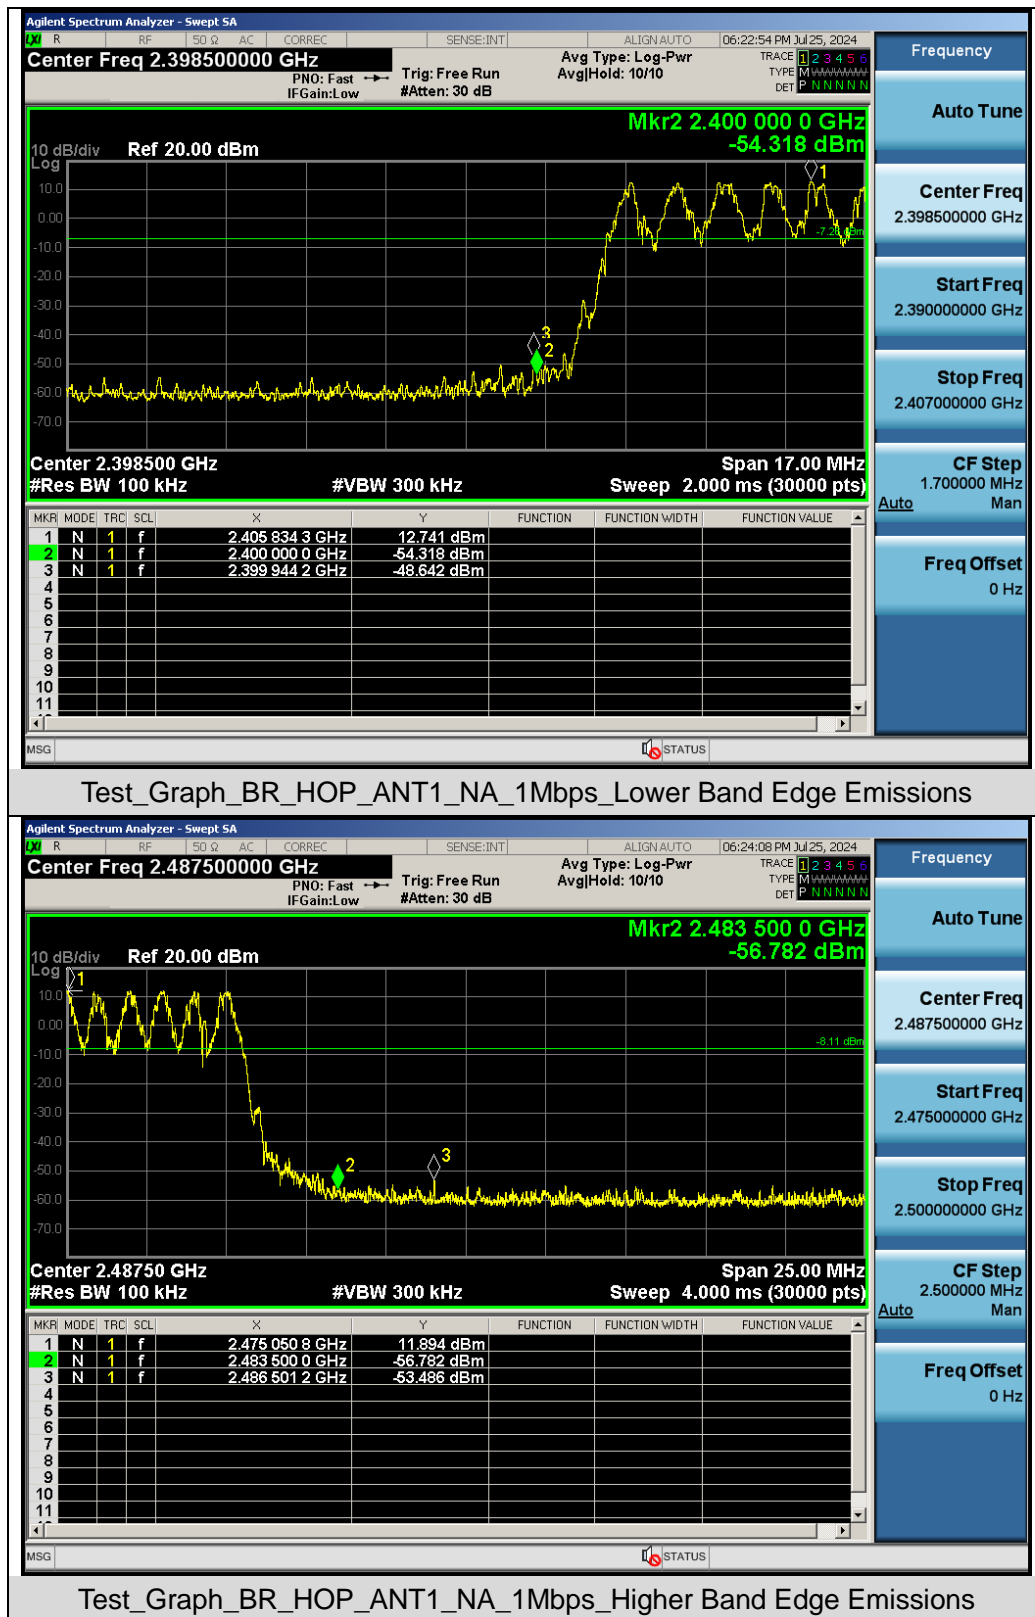 Agilent Spectrum Analyzer - Swept SA
LXI R RF 50 Ω AC CORREC SENSE:INT ALIGN AUTO 06:22:54 PM Jul 25, 2024
Center Freq 2.398500000 GHz
PNO: Fast
IFGain:Low
Trig: Free Run
#Atten: 30 dB
Avg Type: Log-Pwr
Avg|Hold: 10/10
TRACE 1 2 3 4 5 6
TYPE M
DET P N N N N N
Mkr2 2.400 000 0 GHz
-54.318 dBm
10 dB/div Ref 20.00 dBm
Log
10.0
0.00
-10.0
-20.0
-30.0
-40.0
-50.0
-60.0
-70.0
1
3
2
Center 2.398500 GHz Span 17.00 MHz
#Res BW 100 kHz #VBW 300 kHz Sweep 2.000 ms (30000 pts)
MKR MODE TRC SCL X Y FUNCTION FUNCTION WIDTH FUNCTION VALUE
1 N 1 f 2.405 834 3 GHz 12.741 dBm
2 N 1 f 2.400 000 0 GHz -54.318 dBm
3 N 1 f 2.399 944 2 GHz -48.642 dBm
4
5
6
7
8
9
10
11
MSG STATUS
Frequency
Auto Tune
Center Freq
2.398500000 GHz
Start Freq
2.390000000 GHz
Stop Freq
2.407000000 GHz
CF Step
1.700000 MHz
Auto Man
Freq Offset
0 Hz
Test_Graph_BR_HOP_ANT1_NA_1Mbps_Lower Band Edge Emissions
Agilent Spectrum Analyzer - Swept SA
LXI R RF 50 Ω AC CORREC SENSE:INT ALIGN AUTO 06:24:08 PM Jul 25, 2024
Center Freq 2.487500000 GHz
PNO: Fast
IFGain:Low
Trig: Free Run
#Atten: 30 dB
Avg Type: Log-Pwr
Avg|Hold: 10/10
TRACE 1 2 3 4 5 6
TYPE M
DET P N N N N N
Mkr2 2.483 500 0 GHz
-56.782 dBm
10 dB/div Ref 20.00 dBm
Log
10.0
0.00
-10.0
-20.0
-30.0
-40.0
-50.0
-60.0
-70.0
1
-8.11 dBm
2
3
Center 2.48750 GHz Span 25.00 MHz
#Res BW 100 kHz #VBW 300 kHz Sweep 4.000 ms (30000 pts)
MKR MODE TRC SCL X Y FUNCTION FUNCTION WIDTH FUNCTION VALUE
1 N 1 f 2.475 050 8 GHz 11.894 dBm
2 N 1 f 2.483 500 0 GHz -56.782 dBm
3 N 1 f 2.486 501 2 GHz -53.486 dBm
4
5
6
7
8
9
10
11
MSG STATUS
Frequency
Auto Tune
Center Freq
2.487500000 GHz
Start Freq
2.475000000 GHz
Stop Freq
2.500000000 GHz
CF Step
2.500000 MHz
Auto Man
Freq Offset
0 Hz
Test_Graph_BR_HOP_ANT1_NA_1Mbps_Higher Band Edge Emissions